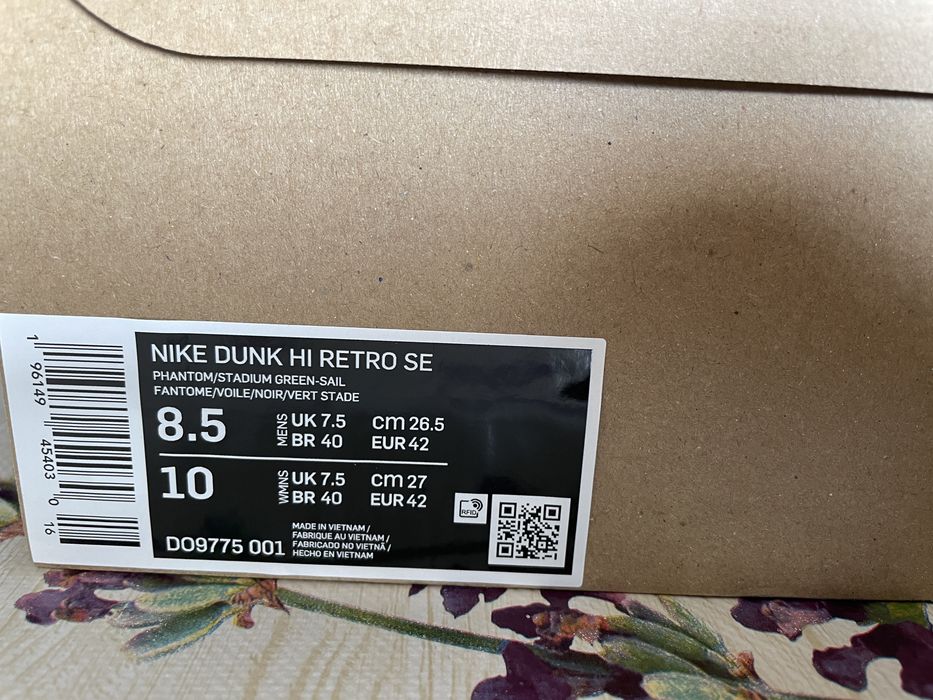 NIKE DUNK HI RETRO SE
PHANTOM/STADIUM GREEN-SAIL
FANTOME/VOILE/NOIR/VERT STADE
8.5 MENS UK 7.5 cm 26.5
BR 40 EUR 42
10 WMNS UK 7.5 cm 27
BR 40 EUR 42
RFID
DO9775 001
MADE IN VIETNAM /
FABRIQUE AU VIETNAM /
FABRICADO NO VIETNÃ /
HECHO EN VIETNAM
1 96149 45403 0 16